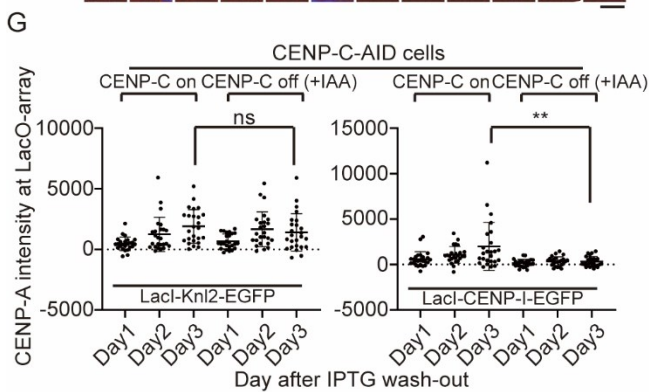 G
CENP-C-AID cells
CENP-C on CENP-C off (+IAA) CENP-C on CENP-C off (+IAA)
CENP-A intensity at LacO-array
10000
5000
0
-5000
ns
LacI-Knl2-EGFP
Day1 Day2 Day3 Day1 Day2 Day3
15000
10000
5000
0
-5000
**
LacI-CENP-I-EGFP
Day1 Day2 Day3 Day1 Day2 Day3
Day after IPTG wash-out